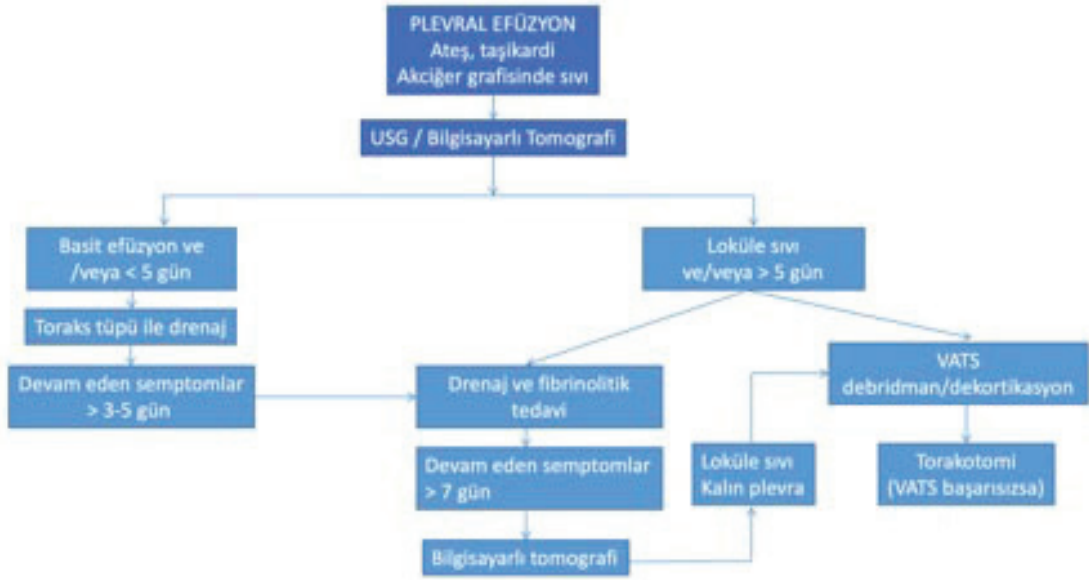 PLEVRAL EFÜZYON
Ateş, taşikardi
Akciğer grafisinde sıvı
USG / Bilgisayarlı Tomografi
Basit efüzyon ve
/veya < 5 gün
Loküle sıvı
ve/veya > 5 gün
Toraks tüpü ile drenaj
Devam eden semptomlar
> 3-5 gün
Drenaj ve fibrinolitik
tedavi
VATS
debridman/dekortikasyon
Devam eden semptomlar
> 7 gün
Loküle sıvı
Kalın plevra
Torakotomi
(VATS başarısızsa)
Bilgisayarlı tomografi